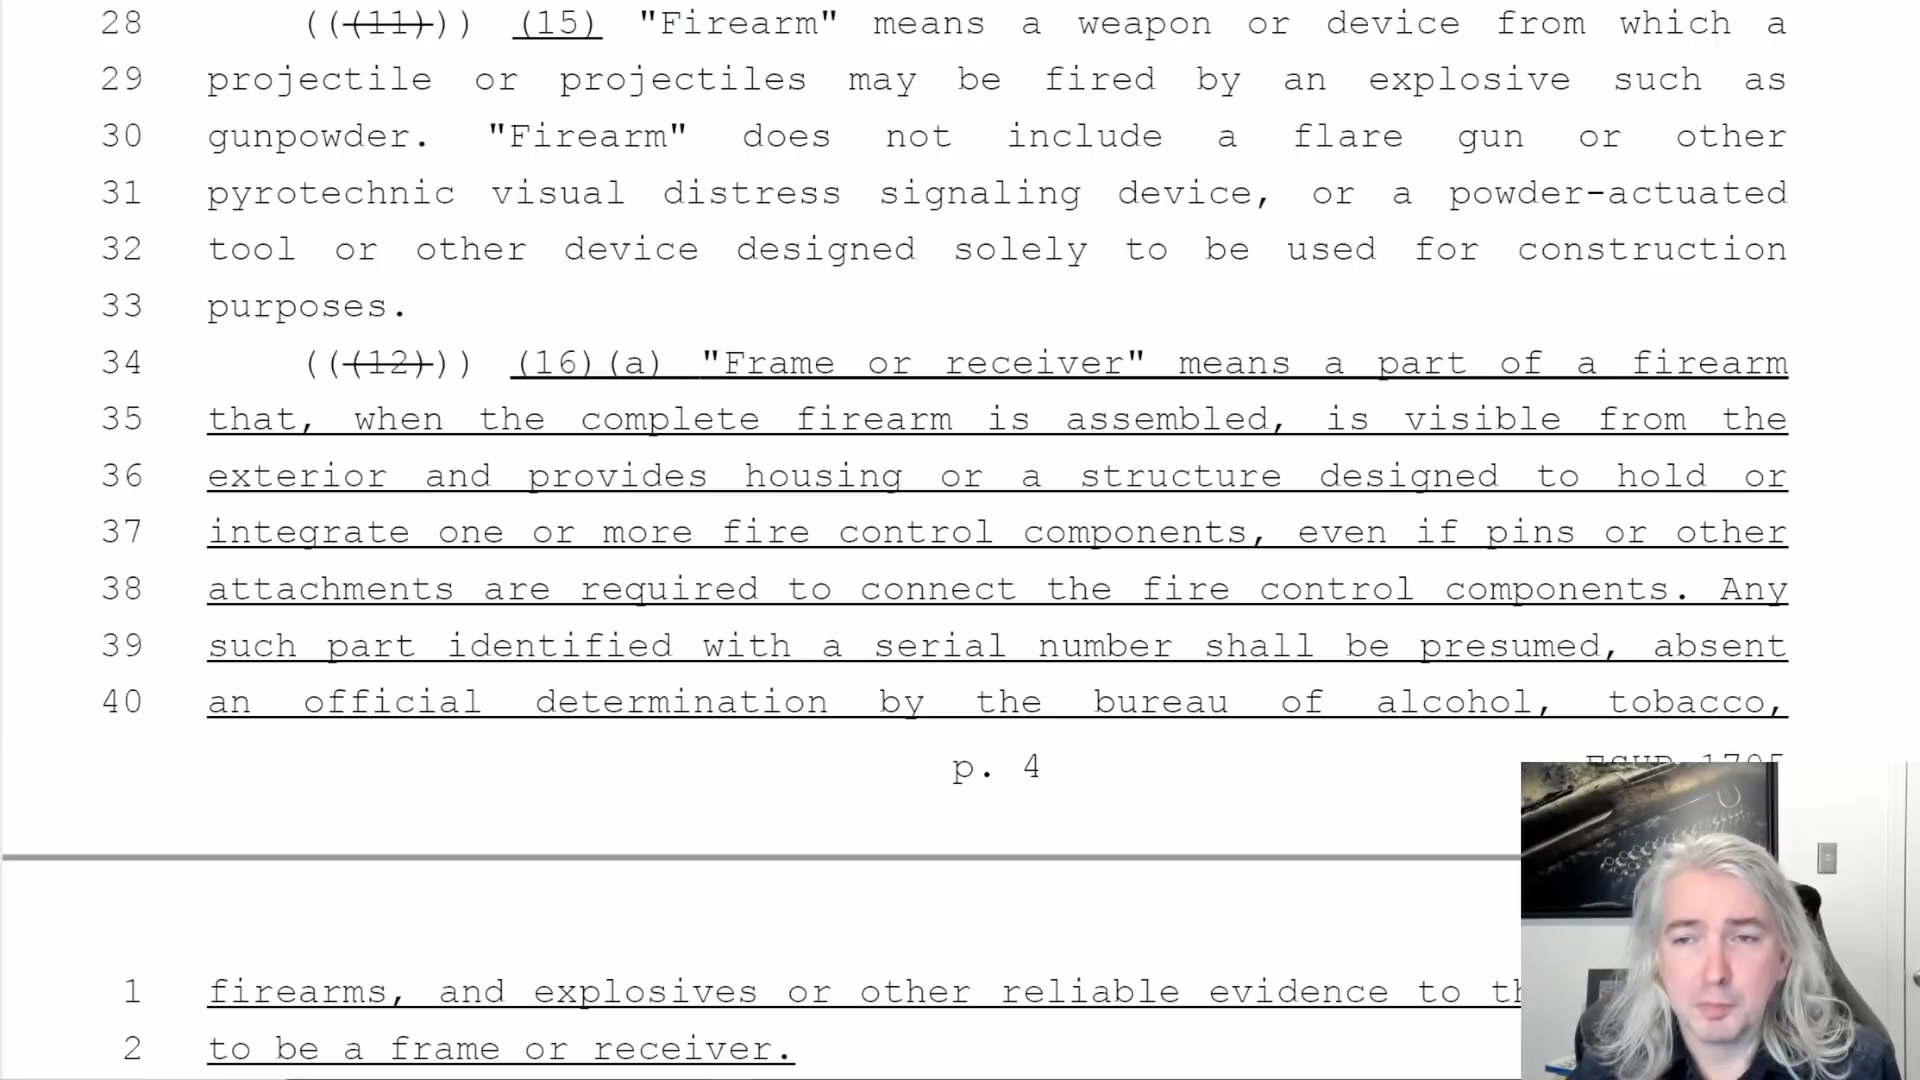 28 (((11))) (15) "Firearm" means a weapon or device from which a
29 projectile or projectiles may be fired by an explosive such as
30 gunpowder. "Firearm" does not include a flare gun or other
31 pyrotechnic visual distress signaling device, or a powder-actuated
32 tool or other device designed solely to be used for construction
33 purposes.
34 (((12))) (16)(a) "Frame or receiver" means a part of a firearm
35 that, when the complete firearm is assembled, is visible from the
36 exterior and provides housing or a structure designed to hold or
37 integrate one or more fire control components, even if pins or other
38 attachments are required to connect the fire control components. Any
39 such part identified with a serial number shall be presumed, absent
40 an official determination by the bureau of alcohol, tobacco,
p. 4
1 firearms, and explosives or other reliable evidence to
2 to be a frame or receiver.